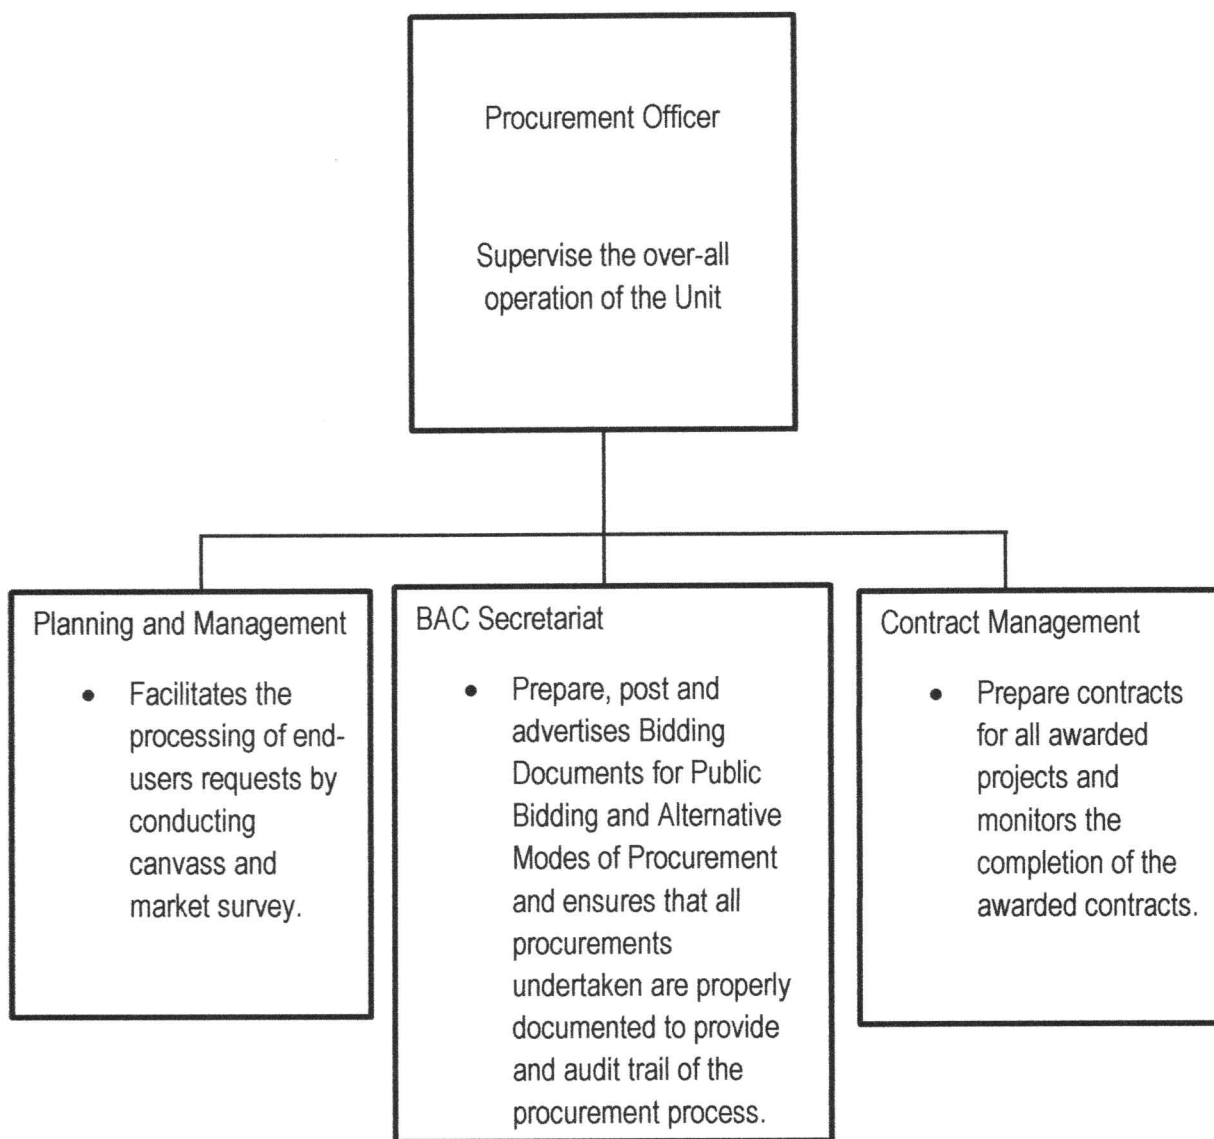 Procurement Officer
Supervise the over-all
operation of the Unit
Planning and Management
• Facilitates the
processing of end-
users requests by
conducting
canvass and
market survey.
BAC Secretariat
• Prepare, post and
advertises Bidding
Documents for Public
Bidding and Alternative
Modes of Procurement
and ensures that all
procurements
undertaken are properly
documented to provide
and audit trail of the
procurement process.
Contract Management
• Prepare contracts
for all awarded
projects and
monitors the
completion of the
awarded contracts.